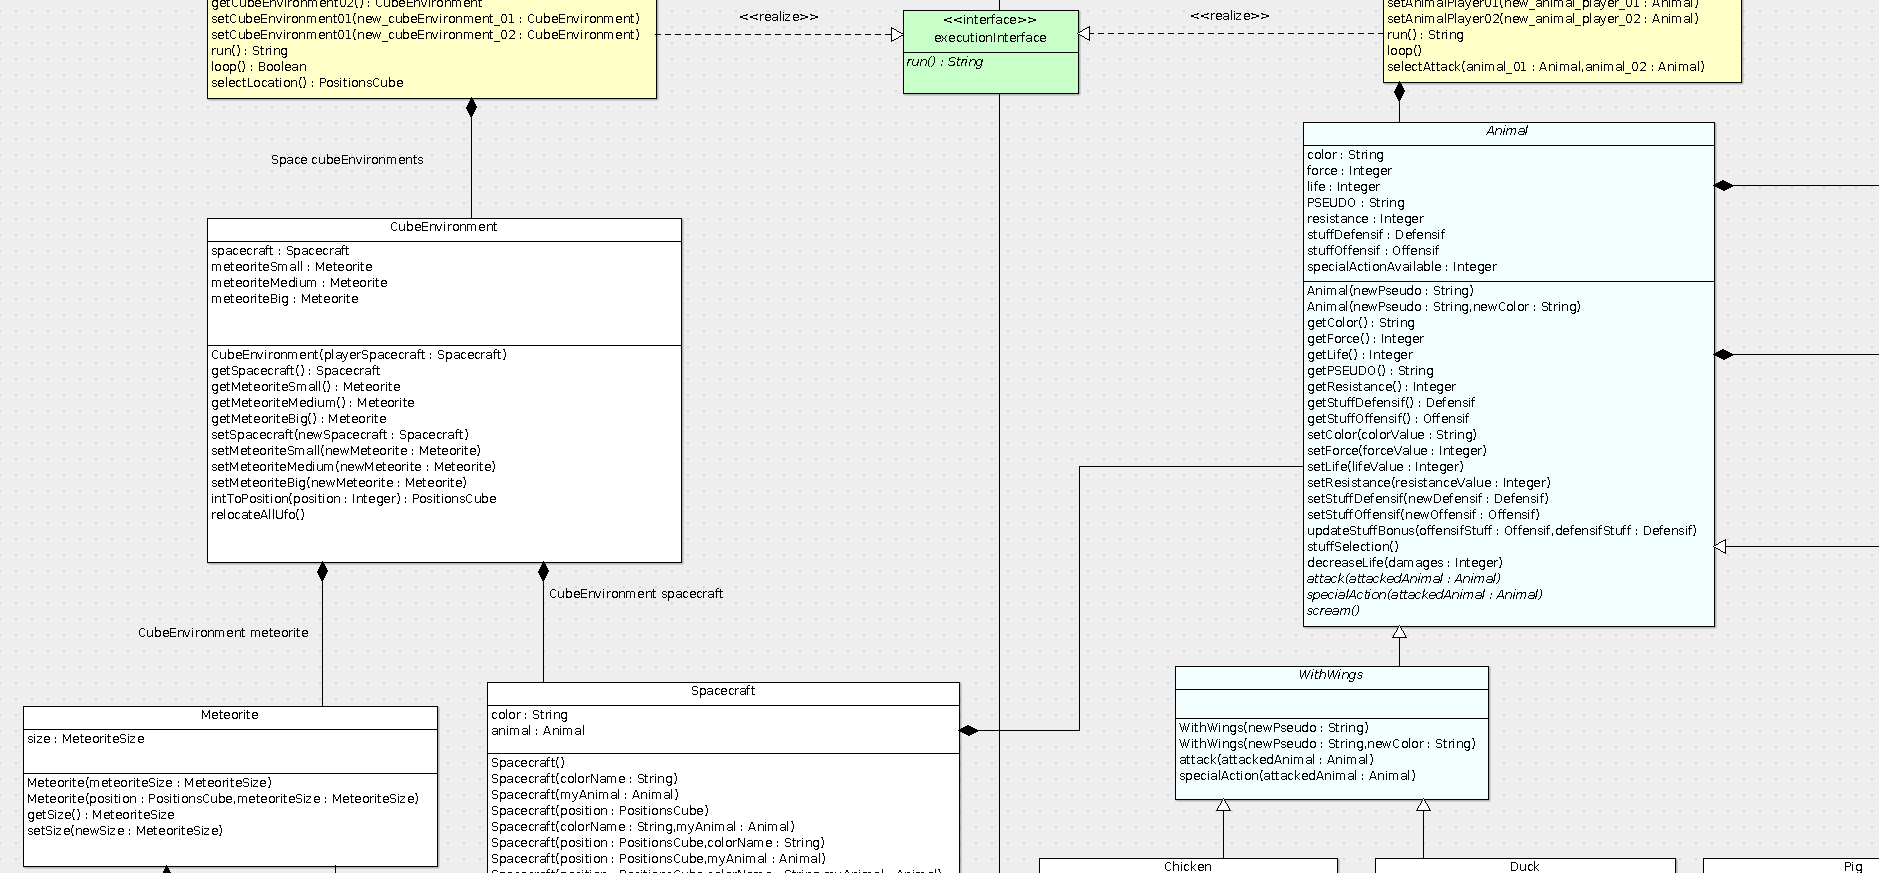 getCubeEnvironment02() : CubeEnvironment
setCubeEnvironment01(new_cubeEnvironment_01 : CubeEnvironment)
setCubeEnvironment01(new_cubeEnvironment_02 : CubeEnvironment)
run() : String
loop() : Boolean
selectLocation() : PositionsCube
<<realize>>
<<interface>>
executionInterface
run() : String
<<realize>>
setAnimalPlayer01(new_animal_player_01 : Animal)
setAnimalPlayer02(new_animal_player_02 : Animal)
run() : String
loop()
selectAttack(animal_01 : Animal,animal_02 : Animal)
Space cubeEnvironments
CubeEnvironment
spacecraft : Spacecraft
meteoriteSmall : Meteorite
meteoriteMedium : Meteorite
meteoriteBig : Meteorite
CubeEnvironment(playerSpacecraft : Spacecraft)
getSpacecraft() : Spacecraft
getMeteoriteSmall() : Meteorite
getMeteoriteMedium() : Meteorite
getMeteoriteBig() : Meteorite
setSpacecraft(newSpacecraft : Spacecraft)
setMeteoriteSmall(newMeteorite : Meteorite)
setMeteoriteMedium(newMeteorite : Meteorite)
setMeteoriteBig(newMeteorite : Meteorite)
intToPosition(position : Integer) : PositionsCube
relocateAllUfo()
Animal
color : String
force : Integer
life : Integer
PSEUDO : String
resistance : Integer
stuffDefensif : Defensif
stuffOffensif : Offensif
specialActionAvailable : Integer
Animal(newPseudo : String)
Animal(newPseudo : String,newColor : String)
getColor() : String
getForce() : Integer
getLife() : Integer
getPSEUDO() : String
getResistance() : Integer
getStuffDefensif() : Defensif
getStuffOffensif() : Offensif
setColor(colorValue : String)
setForce(forceValue : Integer)
setLife(lifeValue : Integer)
setResistance(resistanceValue : Integer)
setStuffDefensif(newDefensif : Defensif)
setStuffOffensif(newOffensif : Offensif)
updateStuffBonus(offensifStuff : Offensif,defensifStuff : Defensif)
stuffSelection()
decreaseLife(damages : Integer)
attack(attackedAnimal : Animal)
specialAction(attackedAnimal : Animal)
scream()
CubeEnvironment spacecraft
CubeEnvironment meteorite
Meteorite
size : MeteoriteSize
Meteorite(meteoriteSize : MeteoriteSize)
Meteorite(position : PositionsCube,meteoriteSize : MeteoriteSize)
getSize() : MeteoriteSize
setSize(newSize : MeteoriteSize)
Spacecraft
color : String
animal : Animal
Spacecraft()
Spacecraft(colorName : String)
Spacecraft(myAnimal : Animal)
Spacecraft(position : PositionsCube)
Spacecraft(colorName : String,myAnimal : Animal)
Spacecraft(position : PositionsCube,colorName : String)
Spacecraft(position : PositionsCube,myAnimal : Animal)
WithWings
WithWings(newPseudo : String)
WithWings(newPseudo : String,newColor : String)
attack(attackedAnimal : Animal)
specialAction(attackedAnimal : Animal)
Chicken
Duck
Pig